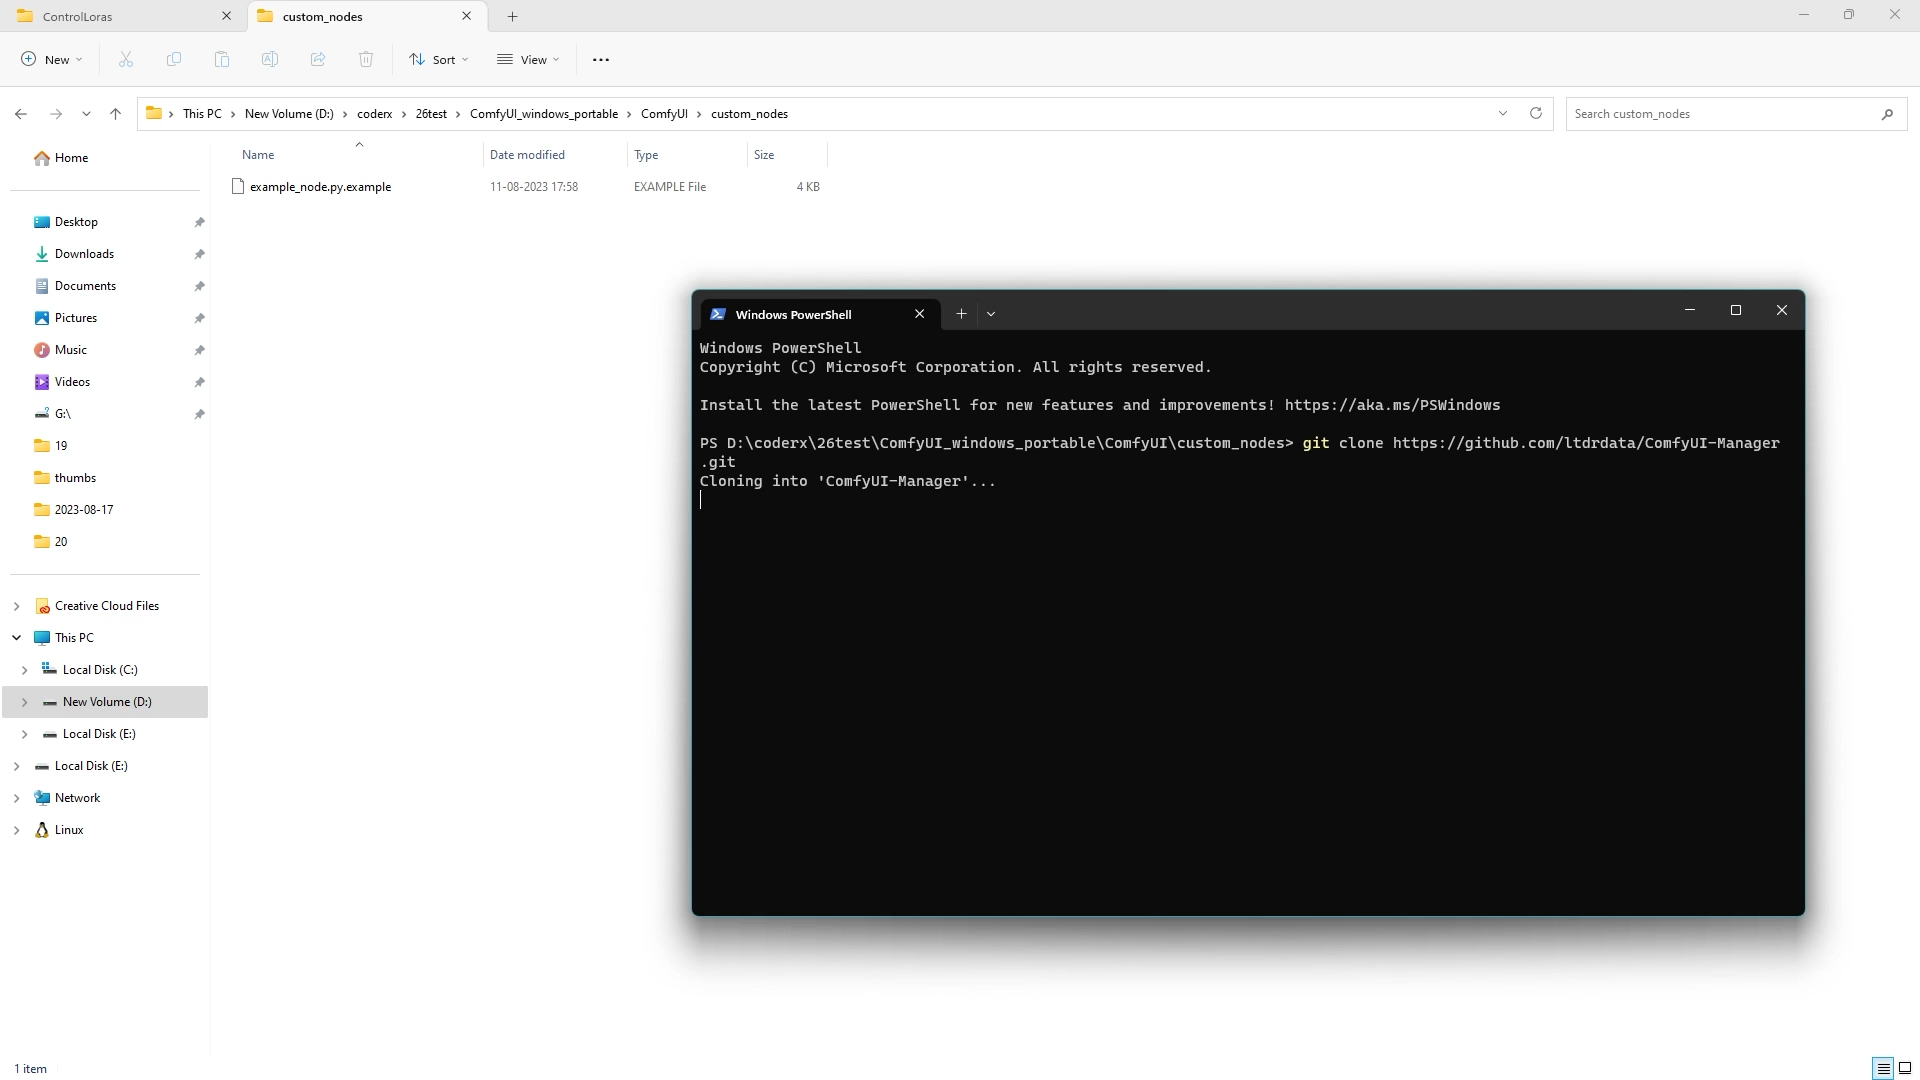 ControlLoras
custom_nodes
New
Sort
View
This PC > New Volume (D:) > coderx > 26test > ComfyUI_windows_portable > ComfyUI > custom_nodes
Search custom_nodes
Name Date modified Type Size
example_node.py.example 11-08-2023 17:58 EXAMPLE File 4 KB
Home
Desktop
Downloads
Documents
Pictures
Music
Videos
G:\
19
thumbs
2023-08-17
20
Creative Cloud Files
This PC
Local Disk (C:)
New Volume (D:)
Local Disk (E:)
Local Disk (E:)
Network
Linux
1 item
Windows PowerShell
Windows PowerShell
Copyright (C) Microsoft Corporation. All rights reserved.
Install the latest PowerShell for new features and improvements! https://aka.ms/PSWindows
PS D:\coderx\26test\ComfyUI_windows_portable\ComfyUI\custom_nodes> git clone https://github.com/ltdrdata/ComfyUI-Manager
.git
Cloning into 'ComfyUI-Manager'...